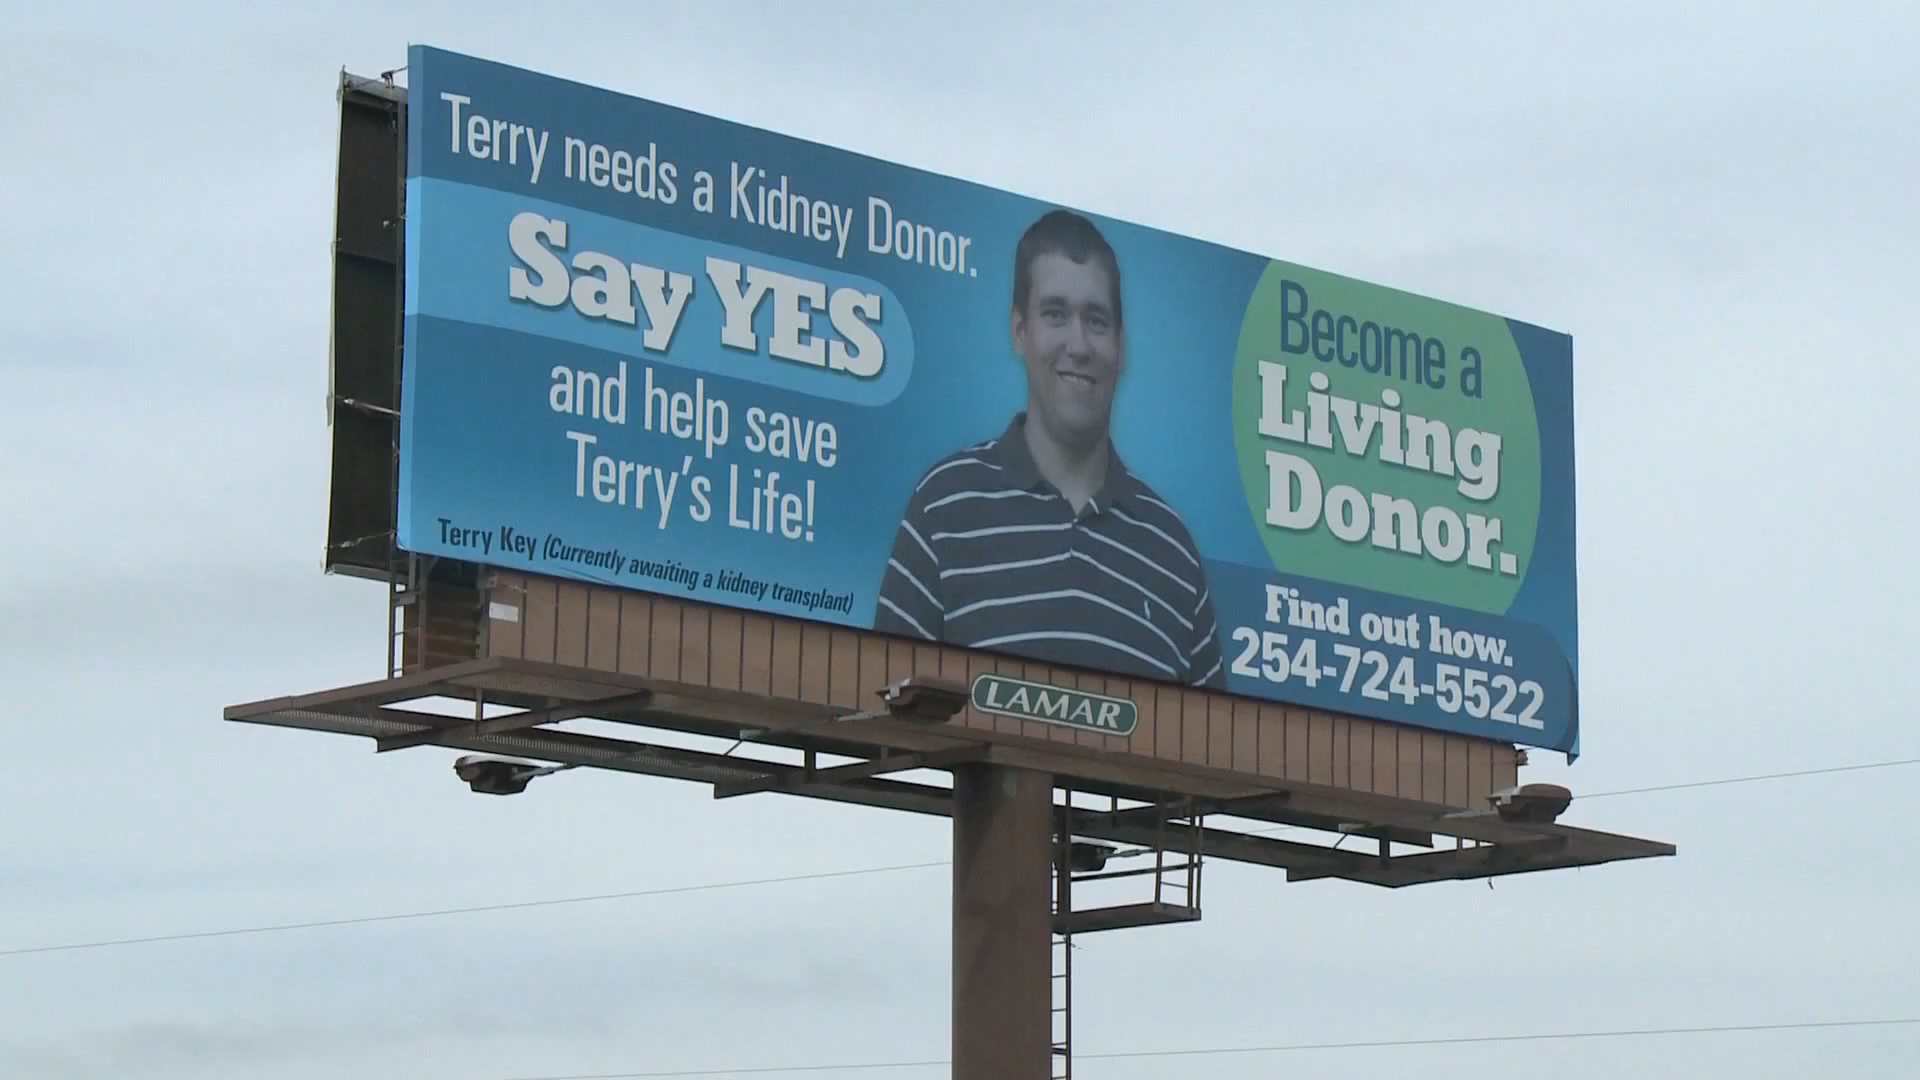 Terry needs a Kidney Donor.
Say YES
and help save
Terry's Life!
Terry Key (Currently awaiting a kidney transplant)
Become a
Living
Donor.
Find out how.
254-724-5522
LAMAR